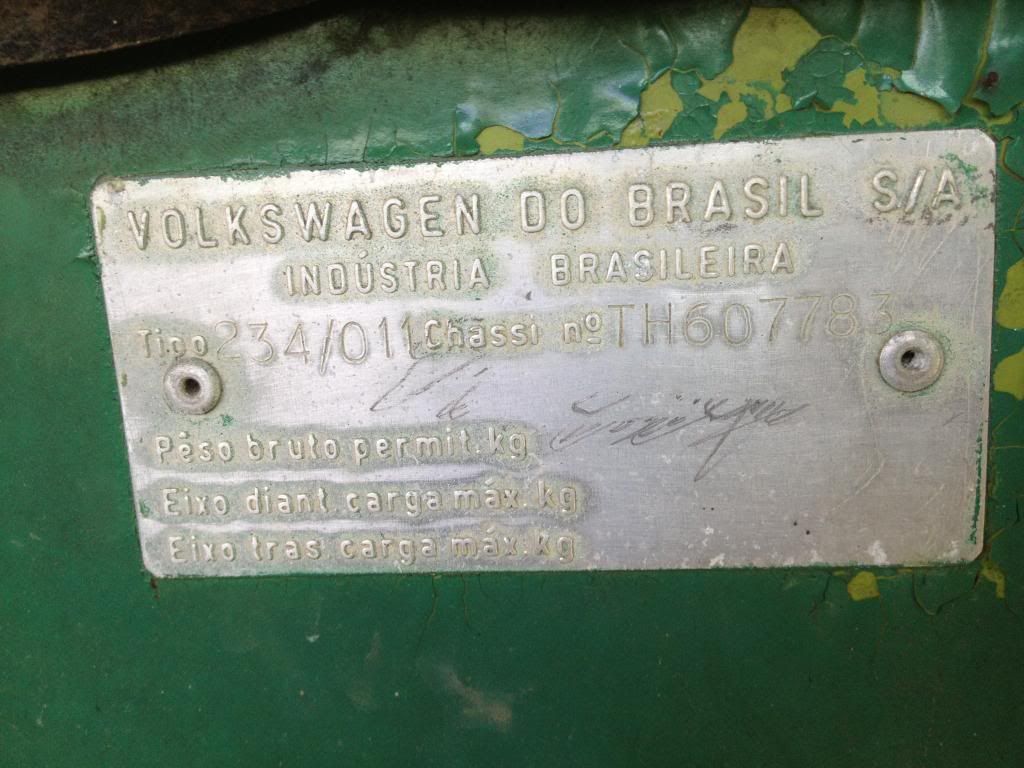 VOLKSWAGEN DO BRASIL S/A
INDÚSTRIA BRASILEIRA
Tipo 234/011 Chassi nº TH607783
Pêso bruto permit. kg
Eixo diant. carga máx. kg
Eixo tras. carga máx. kg